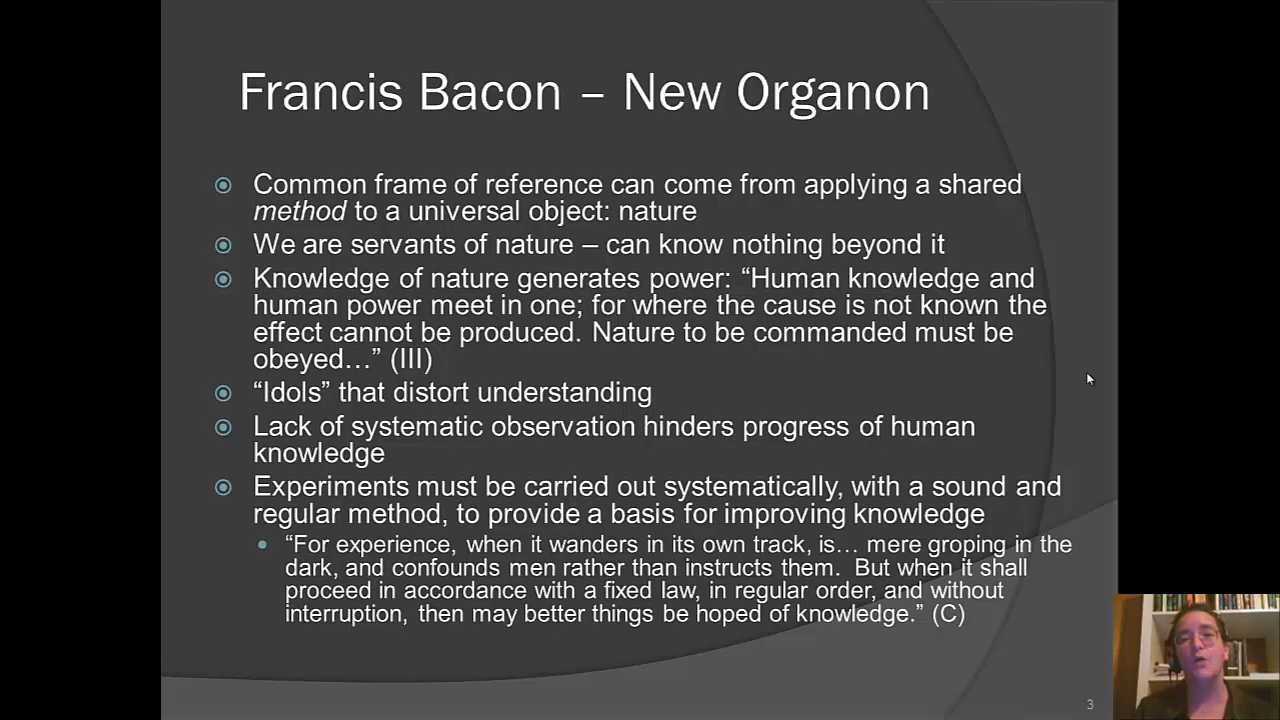 Francis Bacon – New Organon
Common frame of reference can come from applying a shared
method to a universal object: nature
We are servants of nature – can know nothing beyond it
Knowledge of nature generates power: “Human knowledge and
human power meet in one; for where the cause is not known the
effect cannot be produced. Nature to be commanded must be
obeyed…” (III)
“Idols” that distort understanding
Lack of systematic observation hinders progress of human
knowledge
Experiments must be carried out systematically, with a sound and
regular method, to provide a basis for improving knowledge
“For experience, when it wanders in its own track, is… mere groping in the
dark, and confounds men rather than instructs them.  But when it shall
proceed in accordance with a fixed law, in regular order, and without
interruption, then may better things be hoped of knowledge.” (C)
3